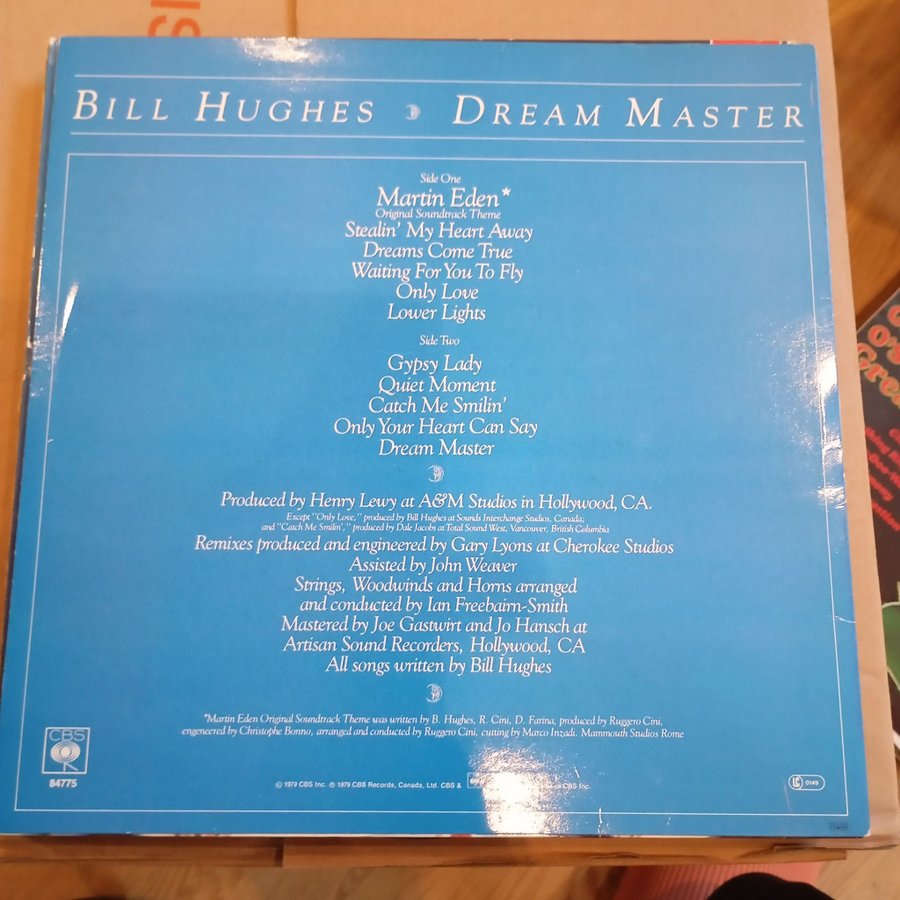 BILL HUGHES DREAM MASTER
Side One
Martin Eden*
Original Soundtrack Theme
Stealin' My Heart Away
Dreams Come True
Waiting For You To Fly
Only Love
Lower Lights
Side Two
Gypsy Lady
Quiet Moment
Catch Me Smilin'
Only Your Heart Can Say
Dream Master
Produced by Henry Lewy at A&M Studios in Hollywood, CA.
Except "Only Love," produced by Bill Hughes at Sounds Interchange Studios, Canada;
and "Catch Me Smilin'," produced by Dale Jacobs at Total Sound West, Vancouver, British Columbia
Remixes produced and engineered by Gary Lyons at Cherokee Studios
Assisted by John Weaver
Strings, Woodwinds and Horns arranged
and conducted by Ian Freebairn-Smith
Mastered by Joe Gastwirt and Jo Hansch at
Artisan Sound Recorders, Hollywood, CA
All songs written by Bill Hughes
*Martin Eden Original Soundtrack Theme was written by B. Hughes, R. Cini, D. Farina, produced by Ruggero Cini,
engeneered by Christophe Bonno, arranged and conducted by Ruggero Cini, cutting by Marco Inzadi. Mammouth Studios Rome
CBS
84775
© 1979 CBS Inc. ℗ 1979 CBS Records, Canada, Ltd. CBS & of CBS Inc.
LC 0149